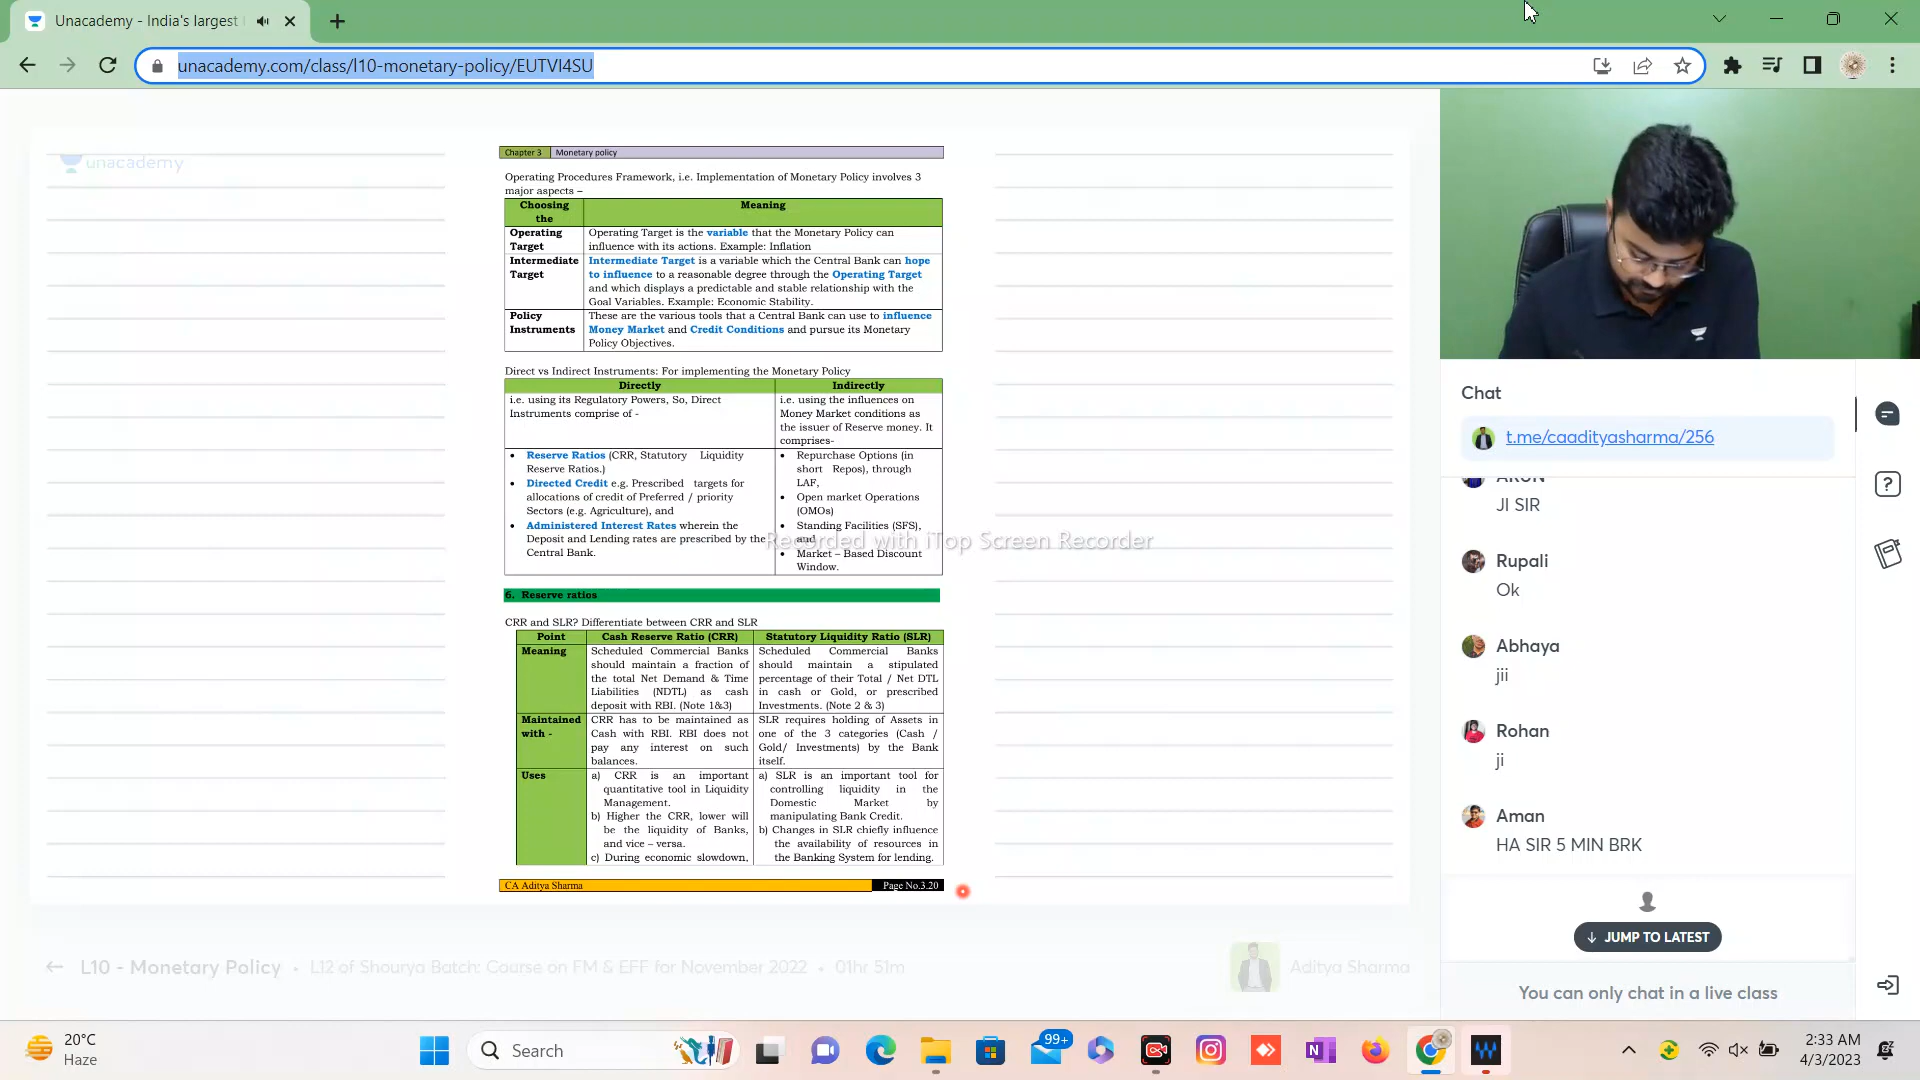 Unacademy - India's largest
unacademy.com/class/l10-monetary-policy/EUTVI4SU
unacademy
Chapter 3 Monetary policy
Operating Procedures Framework, i.e. Implementation of Monetary Policy involves 3
major aspects –
Choosing the Meaning
Operating Target
Operating Target is the variable that the Monetary Policy can
influence with its actions. Example: Inflation
Intermediate Target
Intermediate Target is a variable which the Central Bank can hope
to influence to a reasonable degree through the Operating Target
and which displays a predictable and stable relationship with the
Goal Variables. Example: Economic Stability.
Policy Instruments
These are the various tools that a Central Bank can use to influence
Money Market and Credit Conditions and pursue its Monetary
Policy Objectives.
Direct vs Indirect Instruments: For implementing the Monetary Policy
Directly Indirectly
i.e. using its Regulatory Powers, So, Direct
Instruments comprise of -
i.e. using the influences on
Money Market conditions as
the issuer of Reserve money. It
comprises-
• Reserve Ratios (CRR, Statutory Liquidity
Reserve Ratios.)
• Directed Credit e.g. Prescribed targets for
allocations of credit of Preferred / priority
Sectors (e.g. Agriculture), and
• Administered Interest Rates wherein the
Deposit and Lending rates are prescribed by the
Central Bank.
• Repurchase Options (in
short Repos), through
LAF,
• Open market Operations
(OMOs)
• Standing Facilities (SFS),
and
• Market – Based Discount
Window.
Recorded with iTop Screen Recorder
6. Reserve ratios
CRR and SLR? Differentiate between CRR and SLR
Point Cash Reserve Ratio (CRR) Statutory Liquidity Ratio (SLR)
Meaning
Scheduled Commercial Banks
should maintain a fraction of
the total Net Demand & Time
Liabilities (NDTL) as cash
deposit with RBI. (Note 1&3)
Scheduled Commercial Banks
should maintain a stipulated
percentage of their Total / Net DTL
in cash or Gold, or prescribed
Investments. (Note 2 & 3)
Maintained with -
CRR has to be maintained as
Cash with RBI. RBI does not
pay any interest on such
balances.
SLR requires holding of Assets in
one of the 3 categories (Cash /
Gold/ Investments) by the Bank
itself.
Uses
a) CRR is an important
quantitative tool in Liquidity
Management.
b) Higher the CRR, lower will
be the liquidity of Banks,
and vice – versa.
c) During economic slowdown,
a) SLR is an important tool for
controlling liquidity in the
Domestic Market by
manipulating Bank Credit.
b) Changes in SLR chiefly influence
the availability of resources in
the Banking System for lending.
CA Aditya Sharma Page No.3.20
L10 - Monetary Policy • L12 of Shourya Batch: Course on FM & EFF for November 2022 • 01hr 51m
Aditya Sharma
Chat
t.me/caadityasharma/256
ARUN
JI SIR
Rupali
Ok
Abhaya
jii
Rohan
ji
Aman
HA SIR 5 MIN BRK
JUMP TO LATEST
You can only chat in a live class
20°C
Haze
Search
99+
2:33 AM
4/3/2023